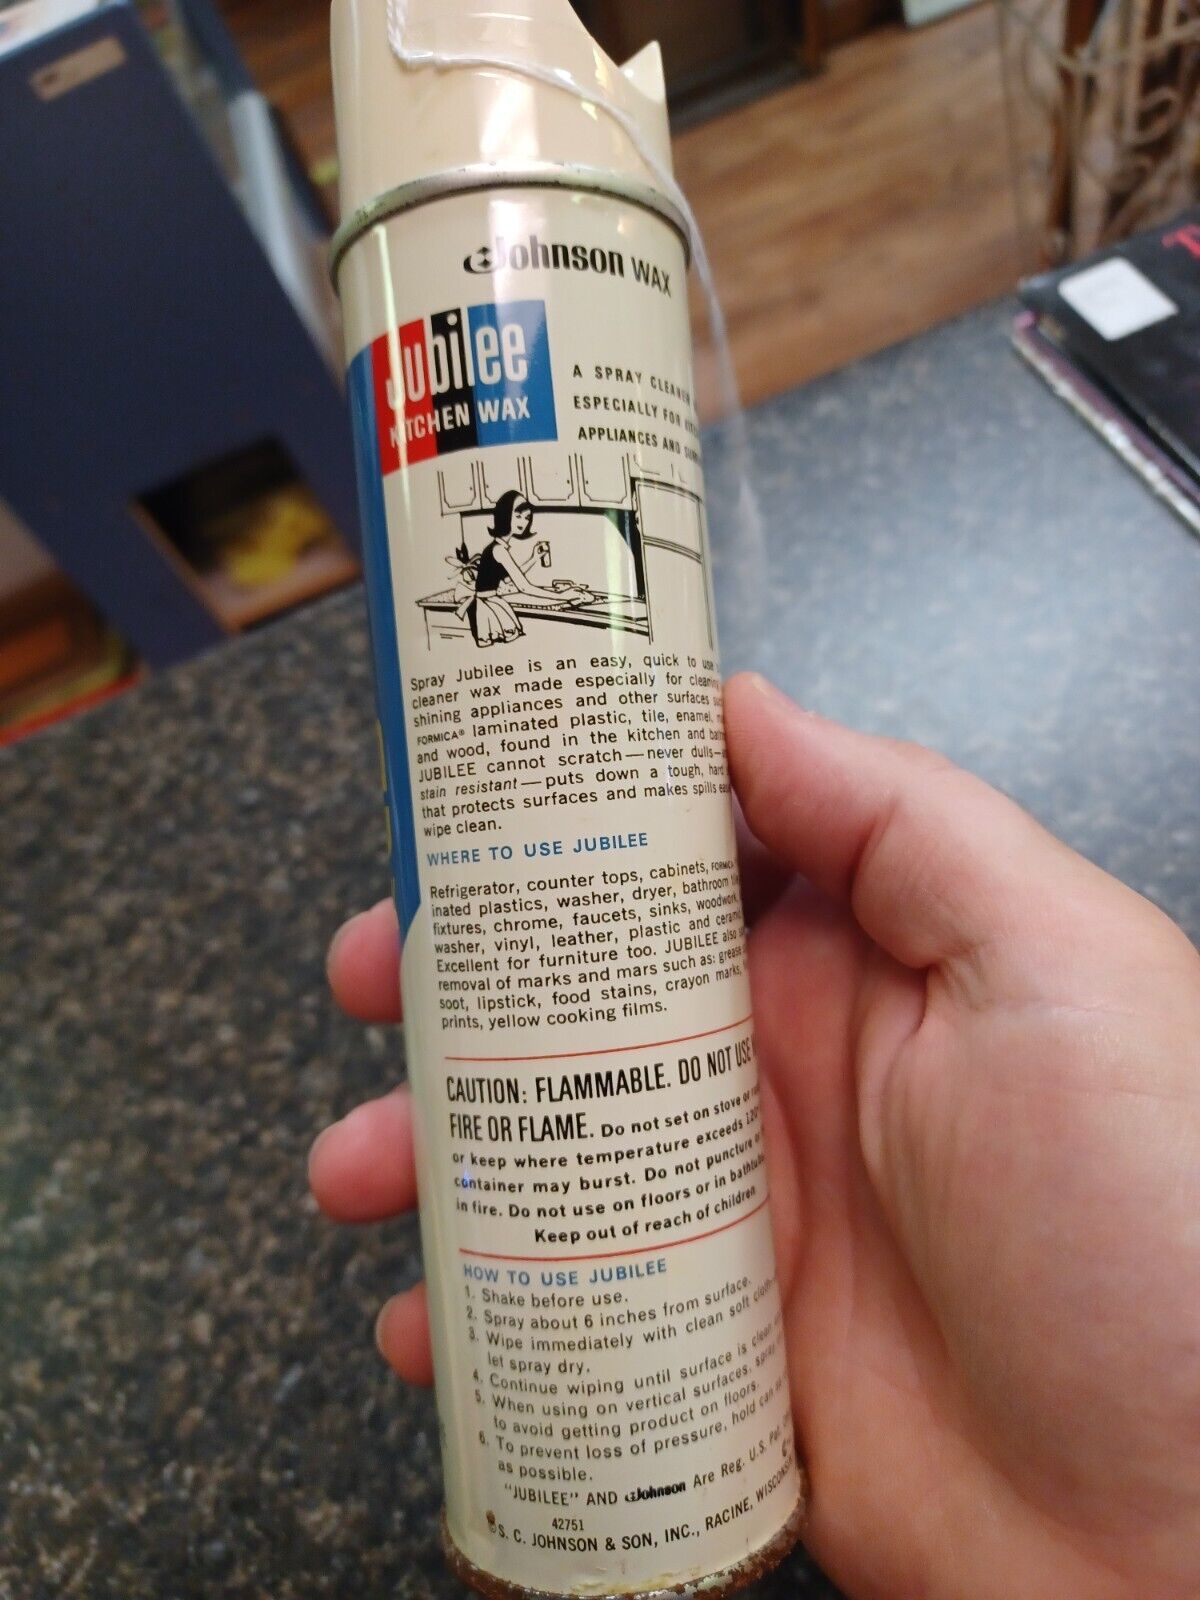 Johnson WAX
Jubilee
KITCHEN WAX
A SPRAY CLEANER
ESPECIALLY FOR
APPLIANCES AND
Spray Jubilee is an easy, quick to use
cleaner wax made especially for cleaning
shining appliances and other surfaces
FORMICA® laminated plastic, tile, enamel,
and wood, found in the kitchen and
JUBILEE cannot scratch—never dulls—
stain resistant—puts down a tough, hard
that protects surfaces and makes spills
wipe clean.
WHERE TO USE JUBILEE
Refrigerator, counter tops, cabinets, FORMICA
inated plastics, washer, dryer, bathroom
fixtures, chrome, faucets, sinks, woodwork,
washer, vinyl, leather, plastic and
Excellent for furniture too. JUBILEE also
removal of marks and mars such as: grease
soot, lipstick, food stains, crayon marks,
prints, yellow cooking films.
CAUTION: FLAMMABLE. DO NOT USE
FIRE OR FLAME. Do not set on stove or
or keep where temperature exceeds 120°
container may burst. Do not puncture or
in fire. Do not use on floors or in bathtubs
Keep out of reach of children
HOW TO USE JUBILEE
1. Shake before use.
2. Spray about 6 inches from surface.
3. Wipe immediately with clean soft cloth—
let spray dry.
4. Continue wiping until surface is clean
5. When using on vertical surfaces, spray
to avoid getting product on floors.
6. To prevent loss of pressure, hold can as
as possible.
"JUBILEE" AND Johnson Are Reg. U.S. Pat.
42751
©S. C. JOHNSON & SON, INC., RACINE, WISCONSIN